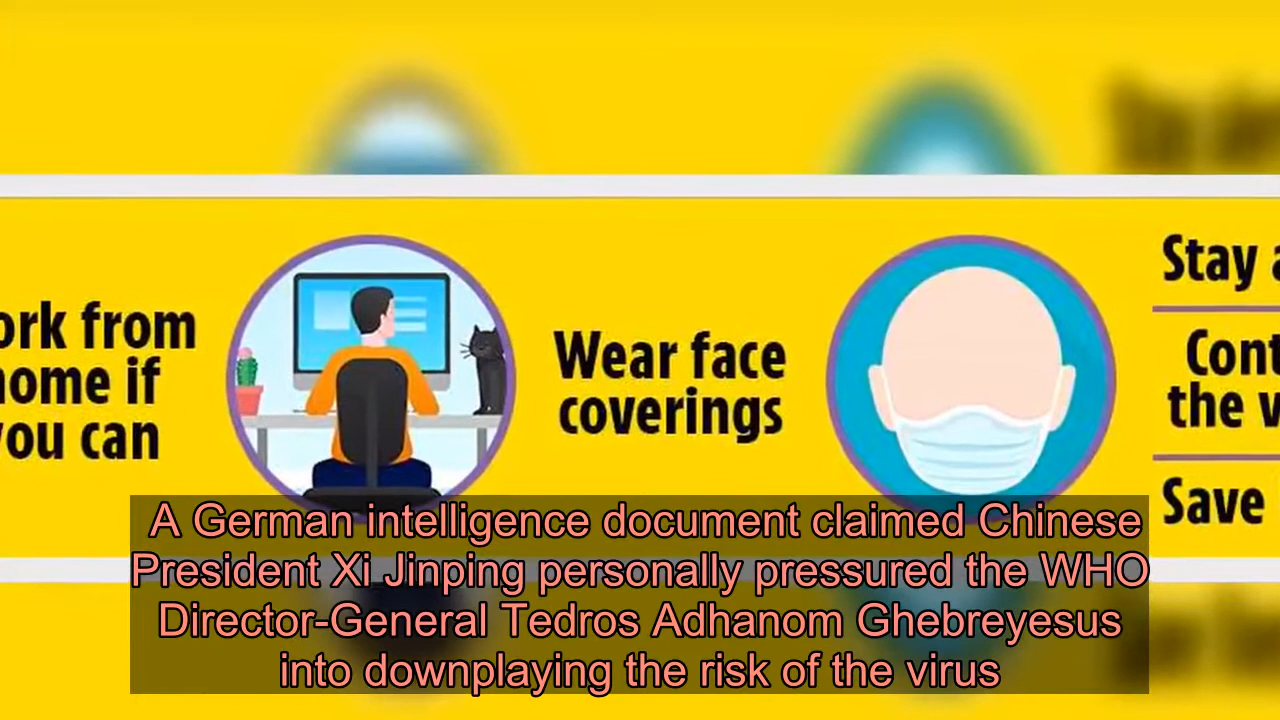 ork from
home if
you can
Wear face
coverings
Stay a
Cont
the v
Save
A German intelligence document claimed Chinese
President Xi Jinping personally pressured the WHO
Director-General Tedros Adhanom Ghebreyesus
into downplaying the risk of the virus